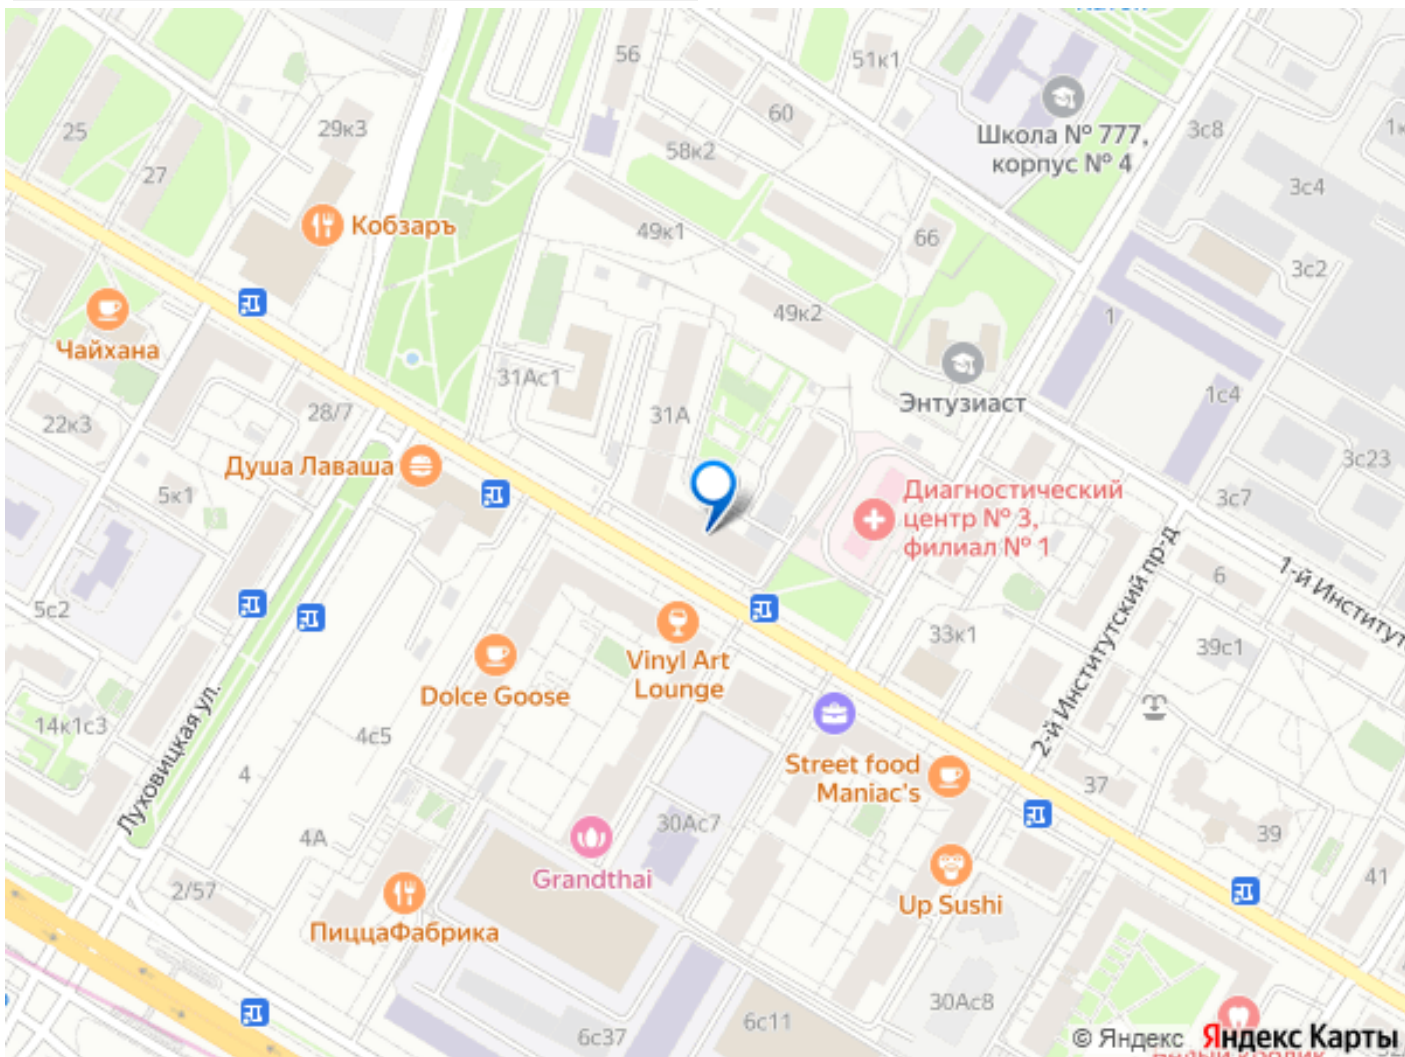 56
51к1
60
Школа № 777,
корпус № 4
3с8
25
29к3
58к2
27
3с4
Кобзаръ
49к1
66
3с2
Чайхана
49к2
1
31Ас1
Энтузиаст
1с4
22к3
28/7
31А
Душа Лаваша
3с23
5к1
Диагностический
центр № 3,
филиал № 1
3с7
2-й Институтский пр-д
6
1-й Институтс
5с2
33к1
39с1
Vinyl Art
Lounge
Dolce Goose
14к1с3
Луховицкая ул.
4с5
4
Street food
Maniac's
37
4А
30Ас7
39
Grandthai
41
2/57
Up Sushi
ПиццаФабрика
30Ас8
6с37
6с11
© Яндекс Яндекс Карты